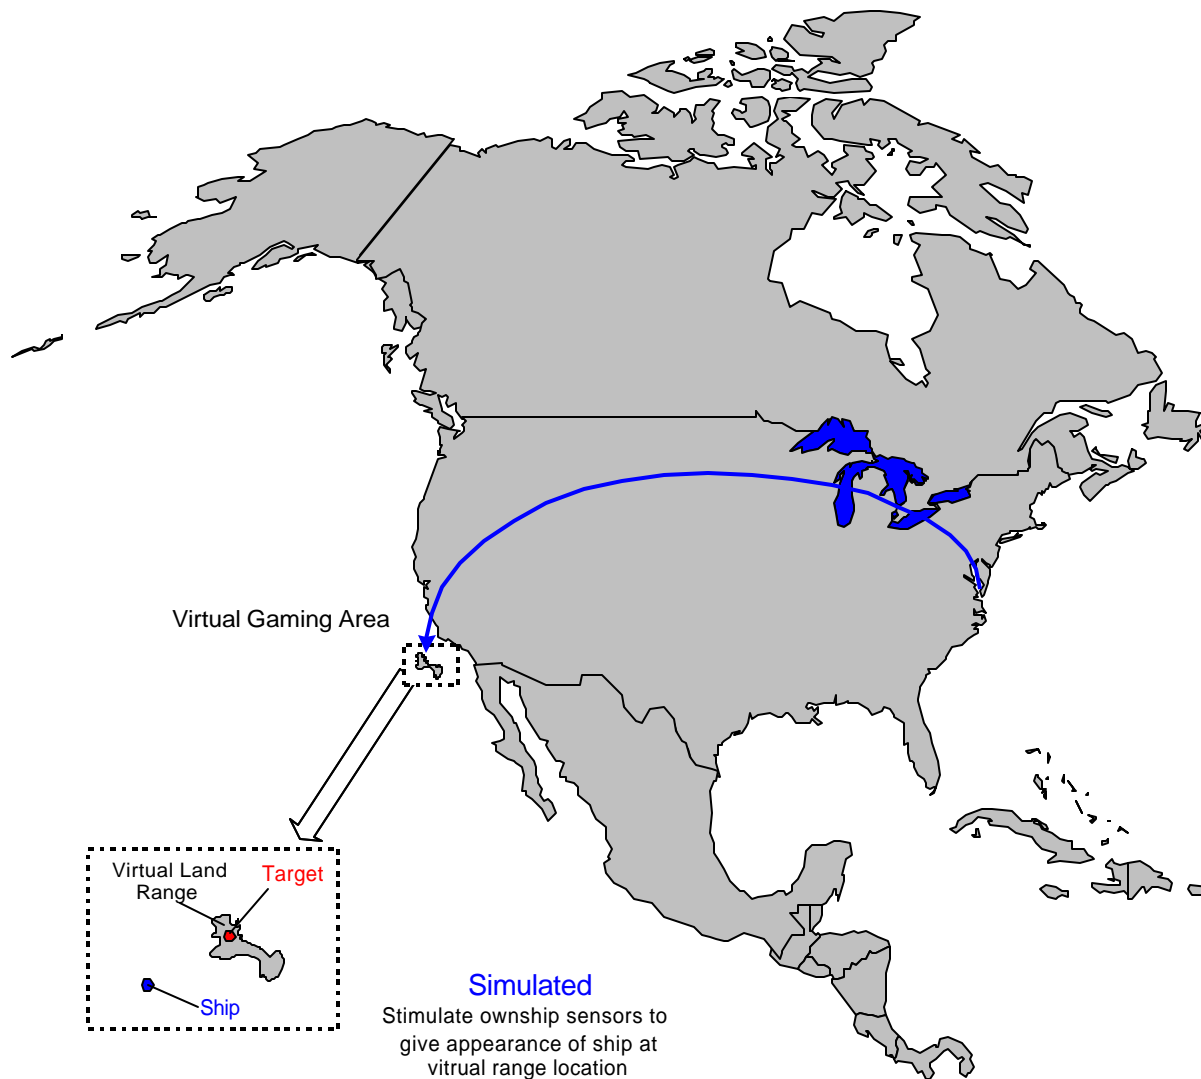 Virtual Gaming Area
Virtual Land
Range
Target
Ship
Simulated
Stimulate ownship sensors to
give appearance of ship at
vitrual range location